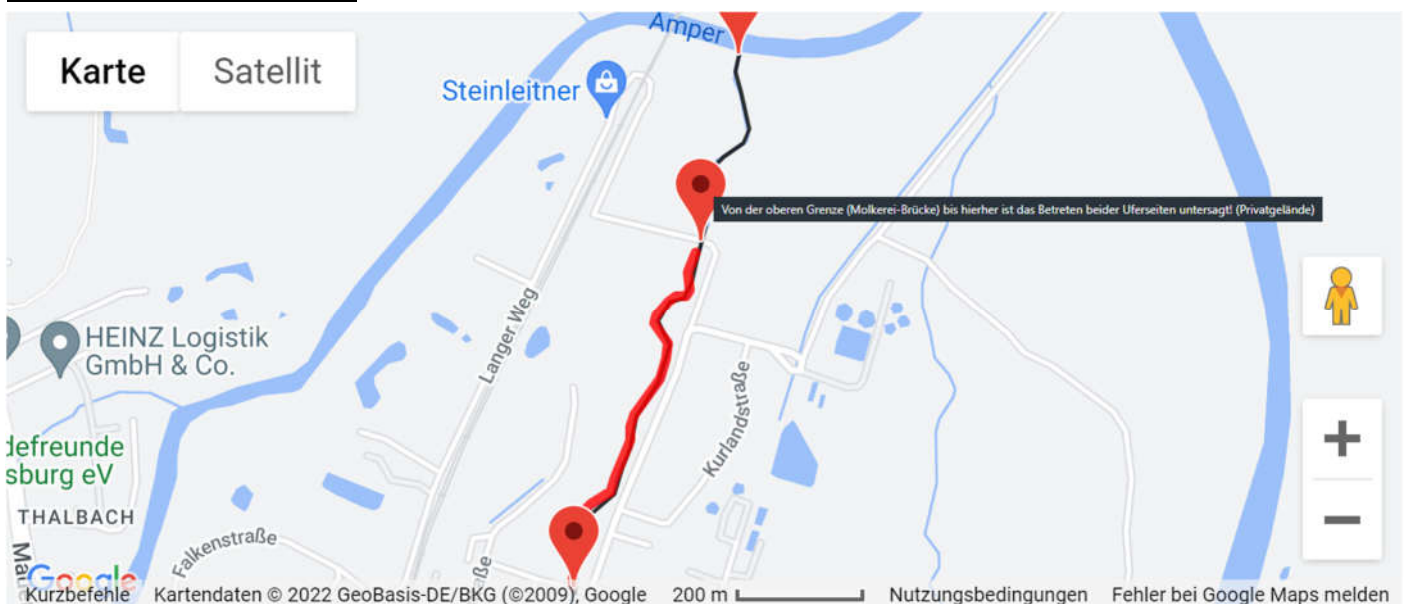 Amper
Karte Satellit
Steinleitner
Von der oberen Grenze (Molkerei-Brücke) bis hierher ist das Betreten beider Uferseiten untersagt! (Privatgelände)
Langer Weg
HEINZ Logistik
GmbH & Co.
Kurlandstraße
defreunde
sburg eV
THALBACH
Falkenstraße
aße
Mau
Google
Kurzbefehle Kartendaten © 2022 GeoBasis-DE/BKG (©2009), Google 200 m Nutzungsbedingungen Fehler bei Google Maps melden